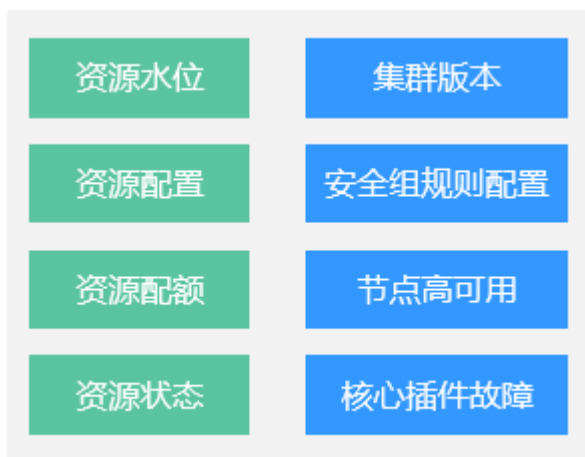 资源水位
集群版本
资源配置
安全组规则配置
资源配额
节点高可用
资源状态
核心插件故障